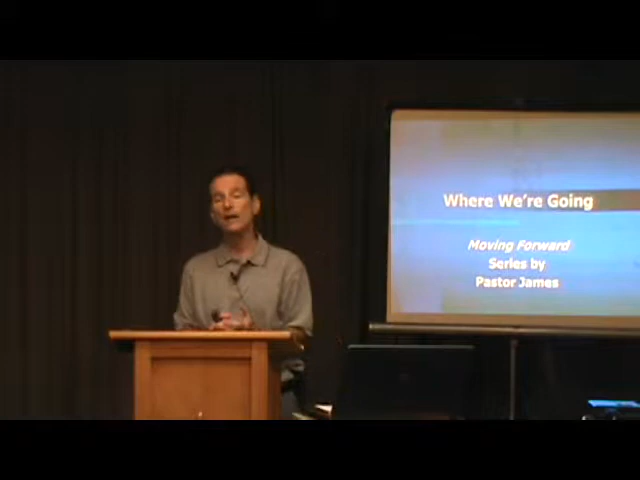 Where We're Going
Moving Forward
Series by
Pastor James